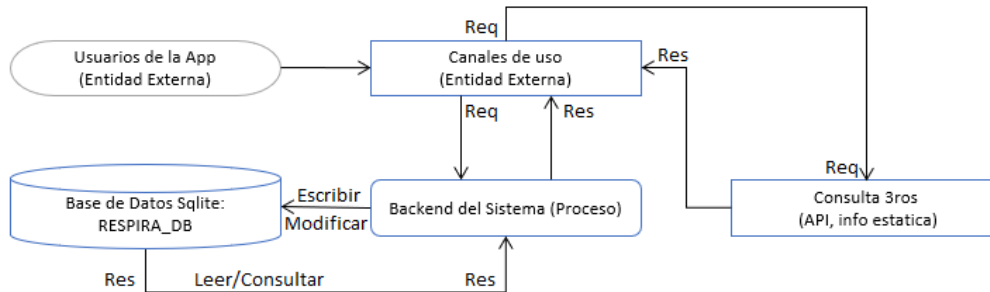 Req
Usuarios de la App
(Entidad Externa)
Canales de uso
(Entidad Externa)
Res
Req
Res
Req
Base de Datos Sqlite:
RESPIRA_DB
Escribir
Modificar
Backend del Sistema (Proceso)
Consulta 3ros
(API, info estatica)
Res
Leer/Consultar
Res